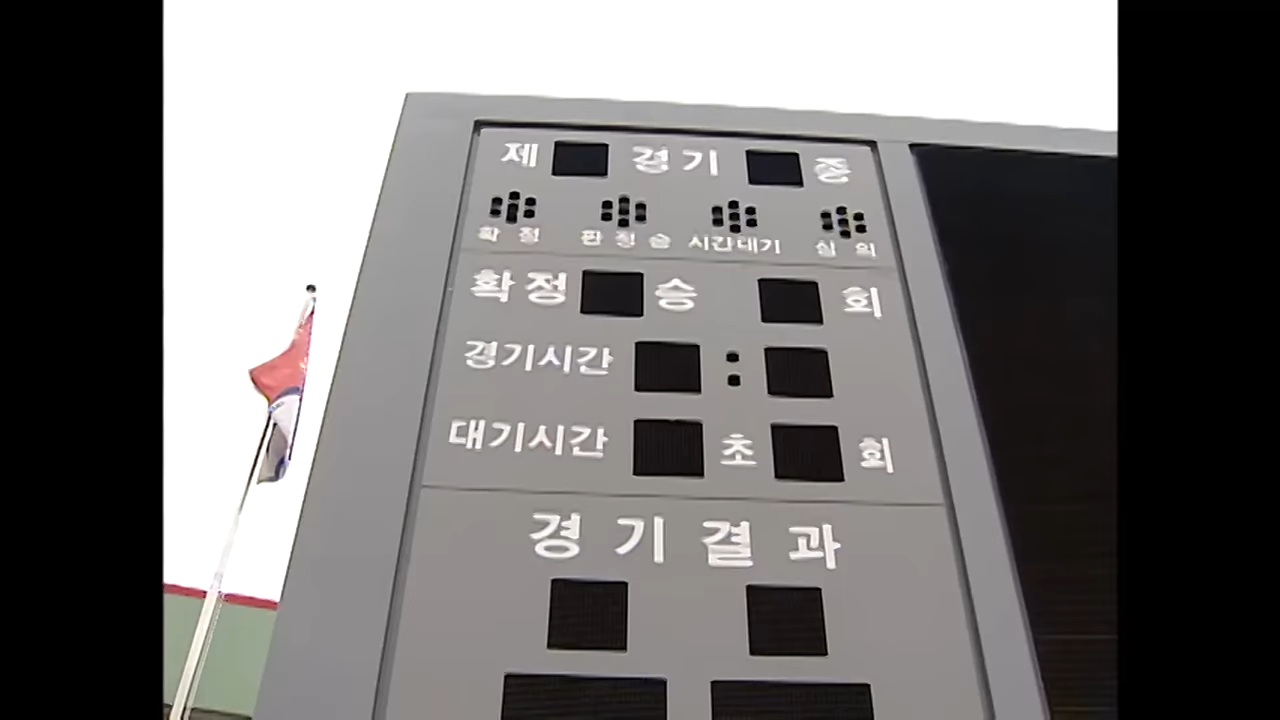 제 경기 중
확정 판정승 시간대기 심의
확정 승 회
경기시간 :
대기시간 초 회
경기결과